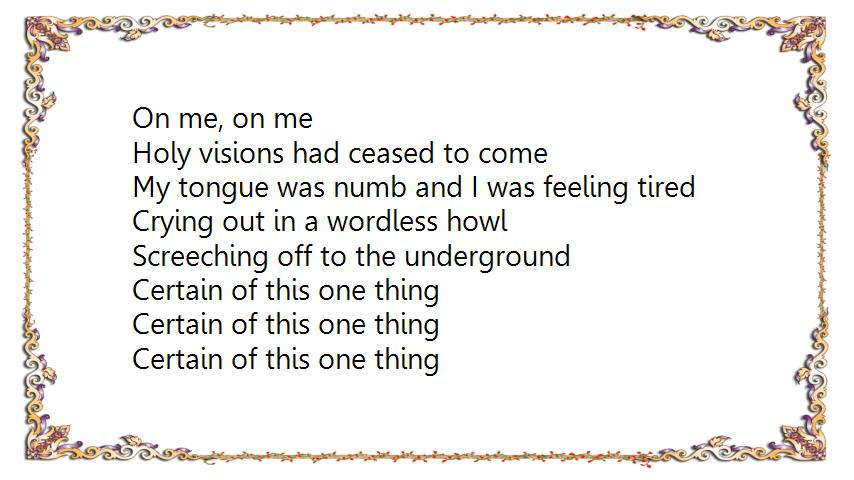 On me, on me
Holy visions had ceased to come
My tongue was numb and I was feeling tired
Crying out in a wordless howl
Screeching off to the underground
Certain of this one thing
Certain of this one thing
Certain of this one thing